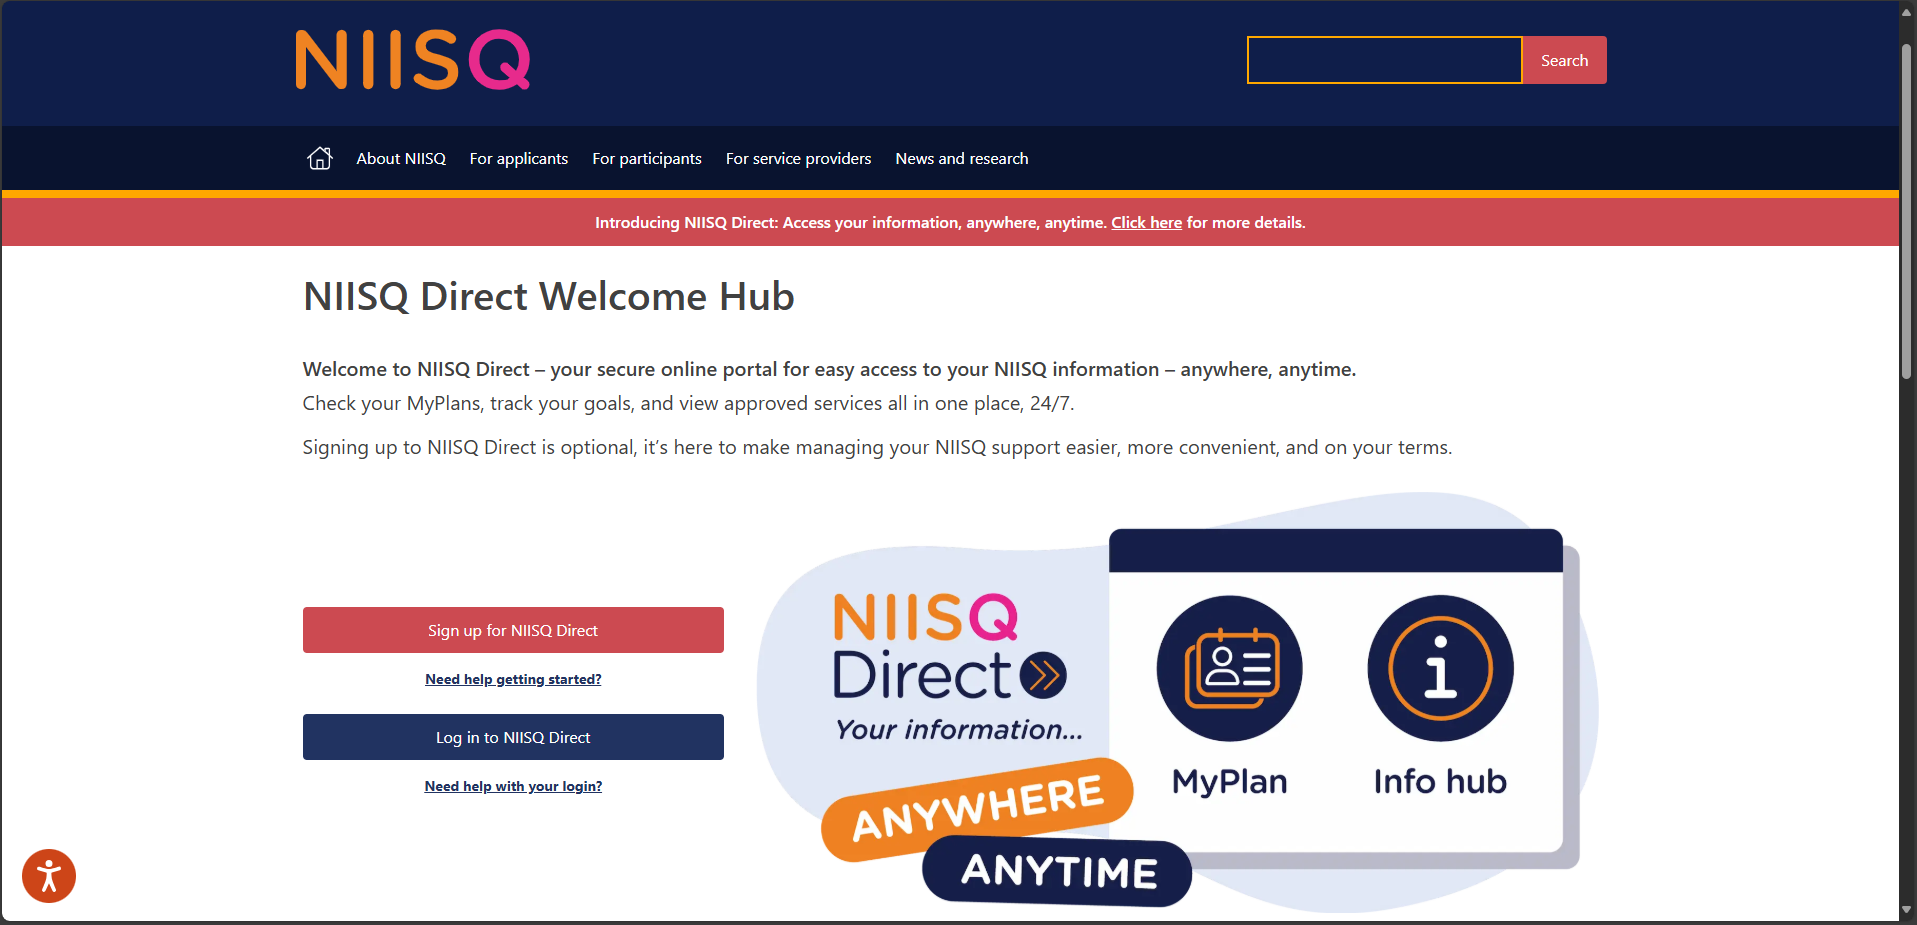 NIISQ
Search
About NIISQ
For applicants
For participants
For service providers
News and research
Introducing NIISQ Direct: Access your information, anywhere, anytime. Click here for more details.
NIISQ Direct Welcome Hub
Welcome to NIISQ Direct – your secure online portal for easy access to your NIISQ information – anywhere, anytime.
Check your MyPlans, track your goals, and view approved services all in one place, 24/7.
Signing up to NIISQ Direct is optional, it’s here to make managing your NIISQ support easier, more convenient, and on your terms.
Sign up for NIISQ Direct
Need help getting started?
Log in to NIISQ Direct
Need help with your login?
NIISQ
Direct
Your information...
ANYWHERE
ANYTIME
MyPlan
Info hub